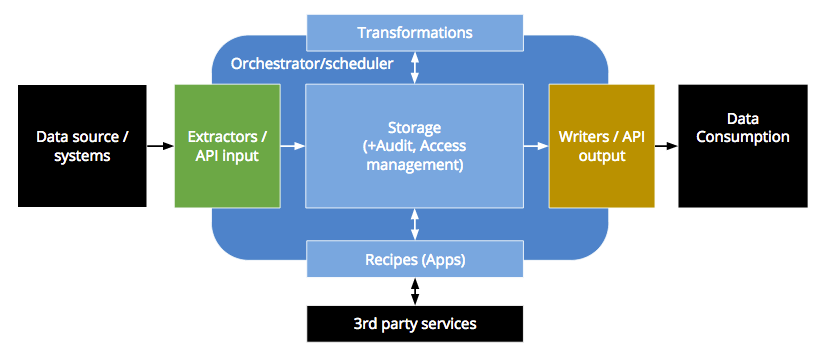 Transformations
Orchestrator/scheduler
Data source /
systems
Extractors /
API input
Storage
(+Audit, Access
management)
Writers / API
output
Data
Consumption
Recipes (Apps)
3rd party services